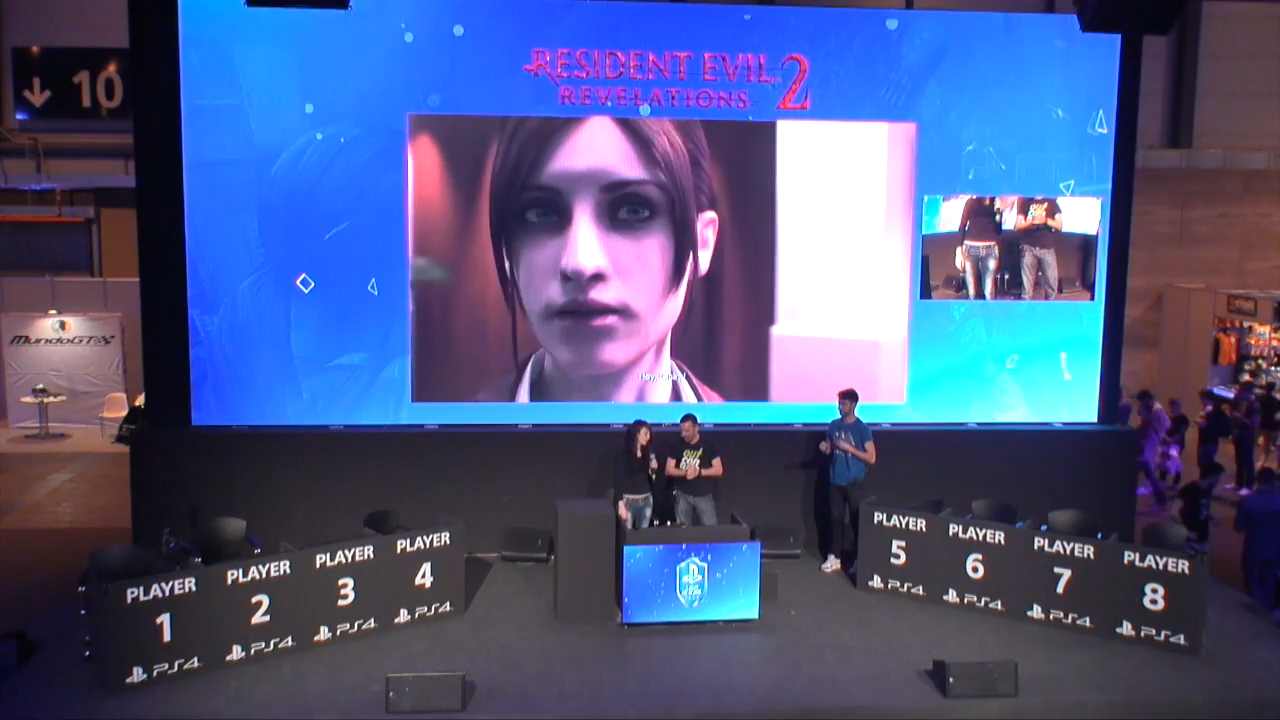 10
RESIDENT EVIL
REVELATIONS 2
MundoGT
out
PLAYER
1
PS4
PLAYER
2
PS4
PLAYER
3
PS4
PLAYER
4
PS4
PLAYER
5
PS4
PLAYER
6
PS4
PLAYER
7
PS4
PLAYER
8
PS4